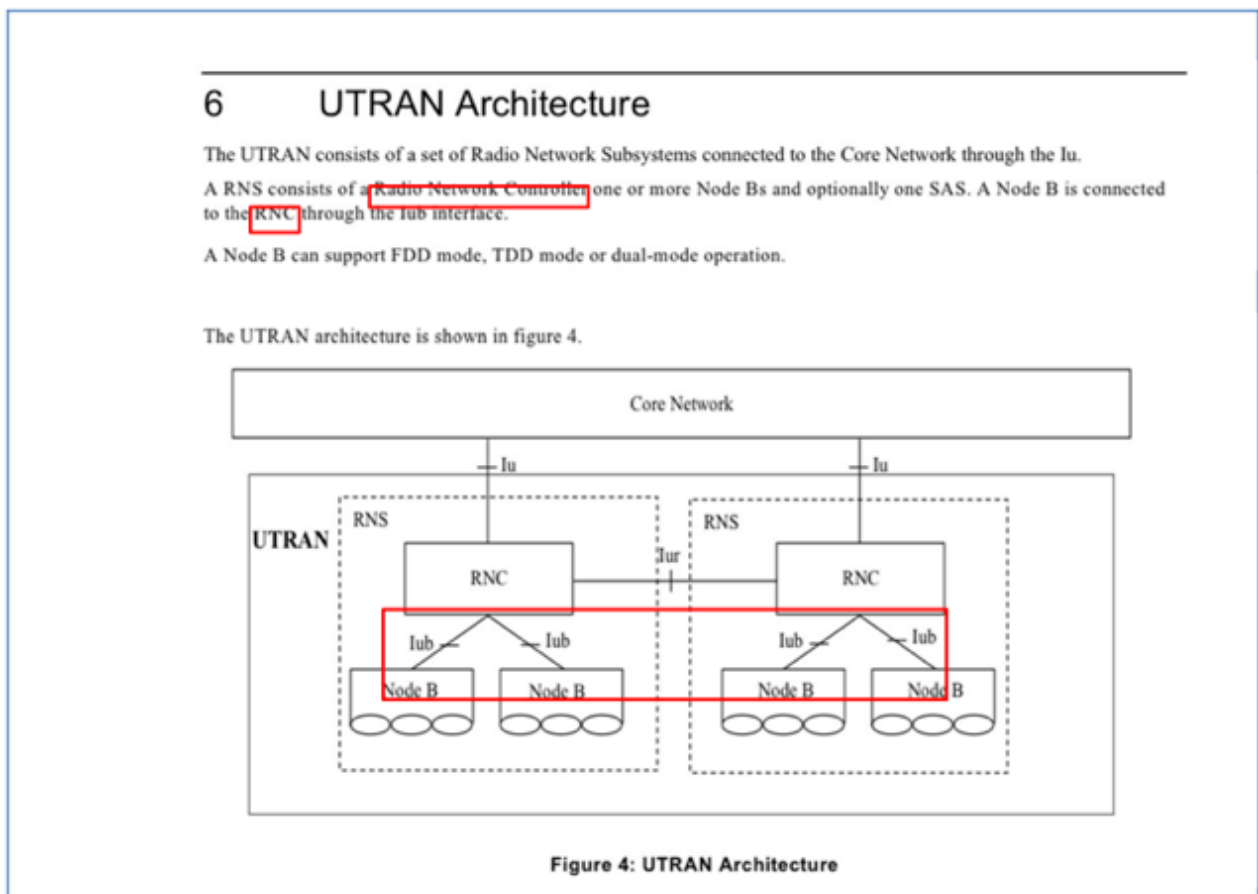 6 UTRAN Architecture
The UTRAN consists of a set of Radio Network Subsystems connected to the Core Network through the Iu.
A RNS consists of a Radio Network Controller one or more Node Bs and optionally one SAS. A Node B is connected
to the RNC through the Iub interface.
A Node B can support FDD mode, TDD mode or dual-mode operation.
The UTRAN architecture is shown in figure 4.
Core Network
Iu Iu
UTRAN
RNS RNS
RNC Iur RNC
Iub Iub Iub Iub
Node B Node B Node B Node B
Figure 4: UTRAN Architecture